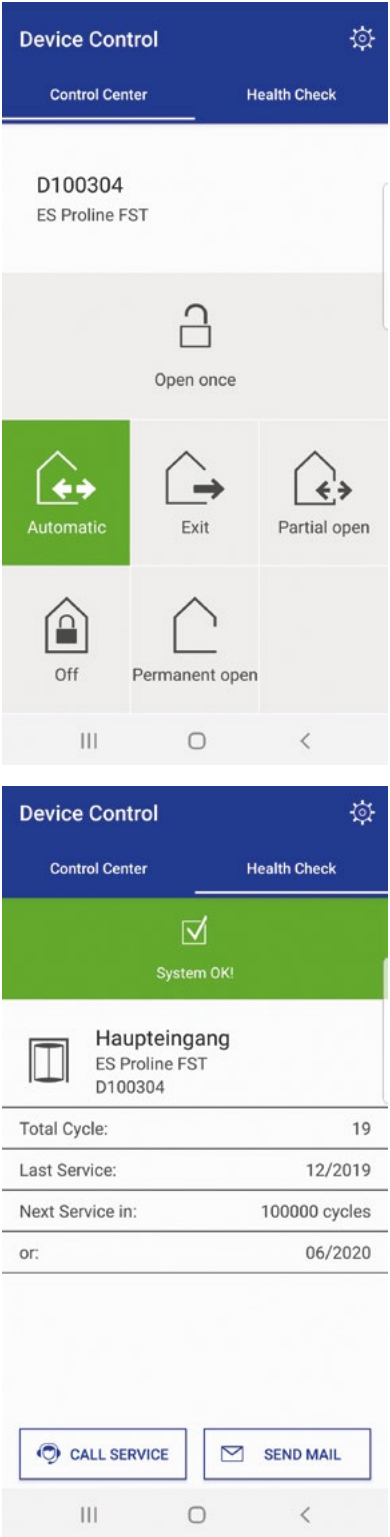 Device Control
Control Center
Health Check
D100304
ES Proline FST
Open once
Automatic
Exit
Partial open
Off
Permanent open
Device Control
Control Center
Health Check
System OK!
Haupteingang
ES Proline FST
D100304
Total Cycle: 19
Last Service: 12/2019
Next Service in: 100000 cycles
or: 06/2020
CALL SERVICE
SEND MAIL